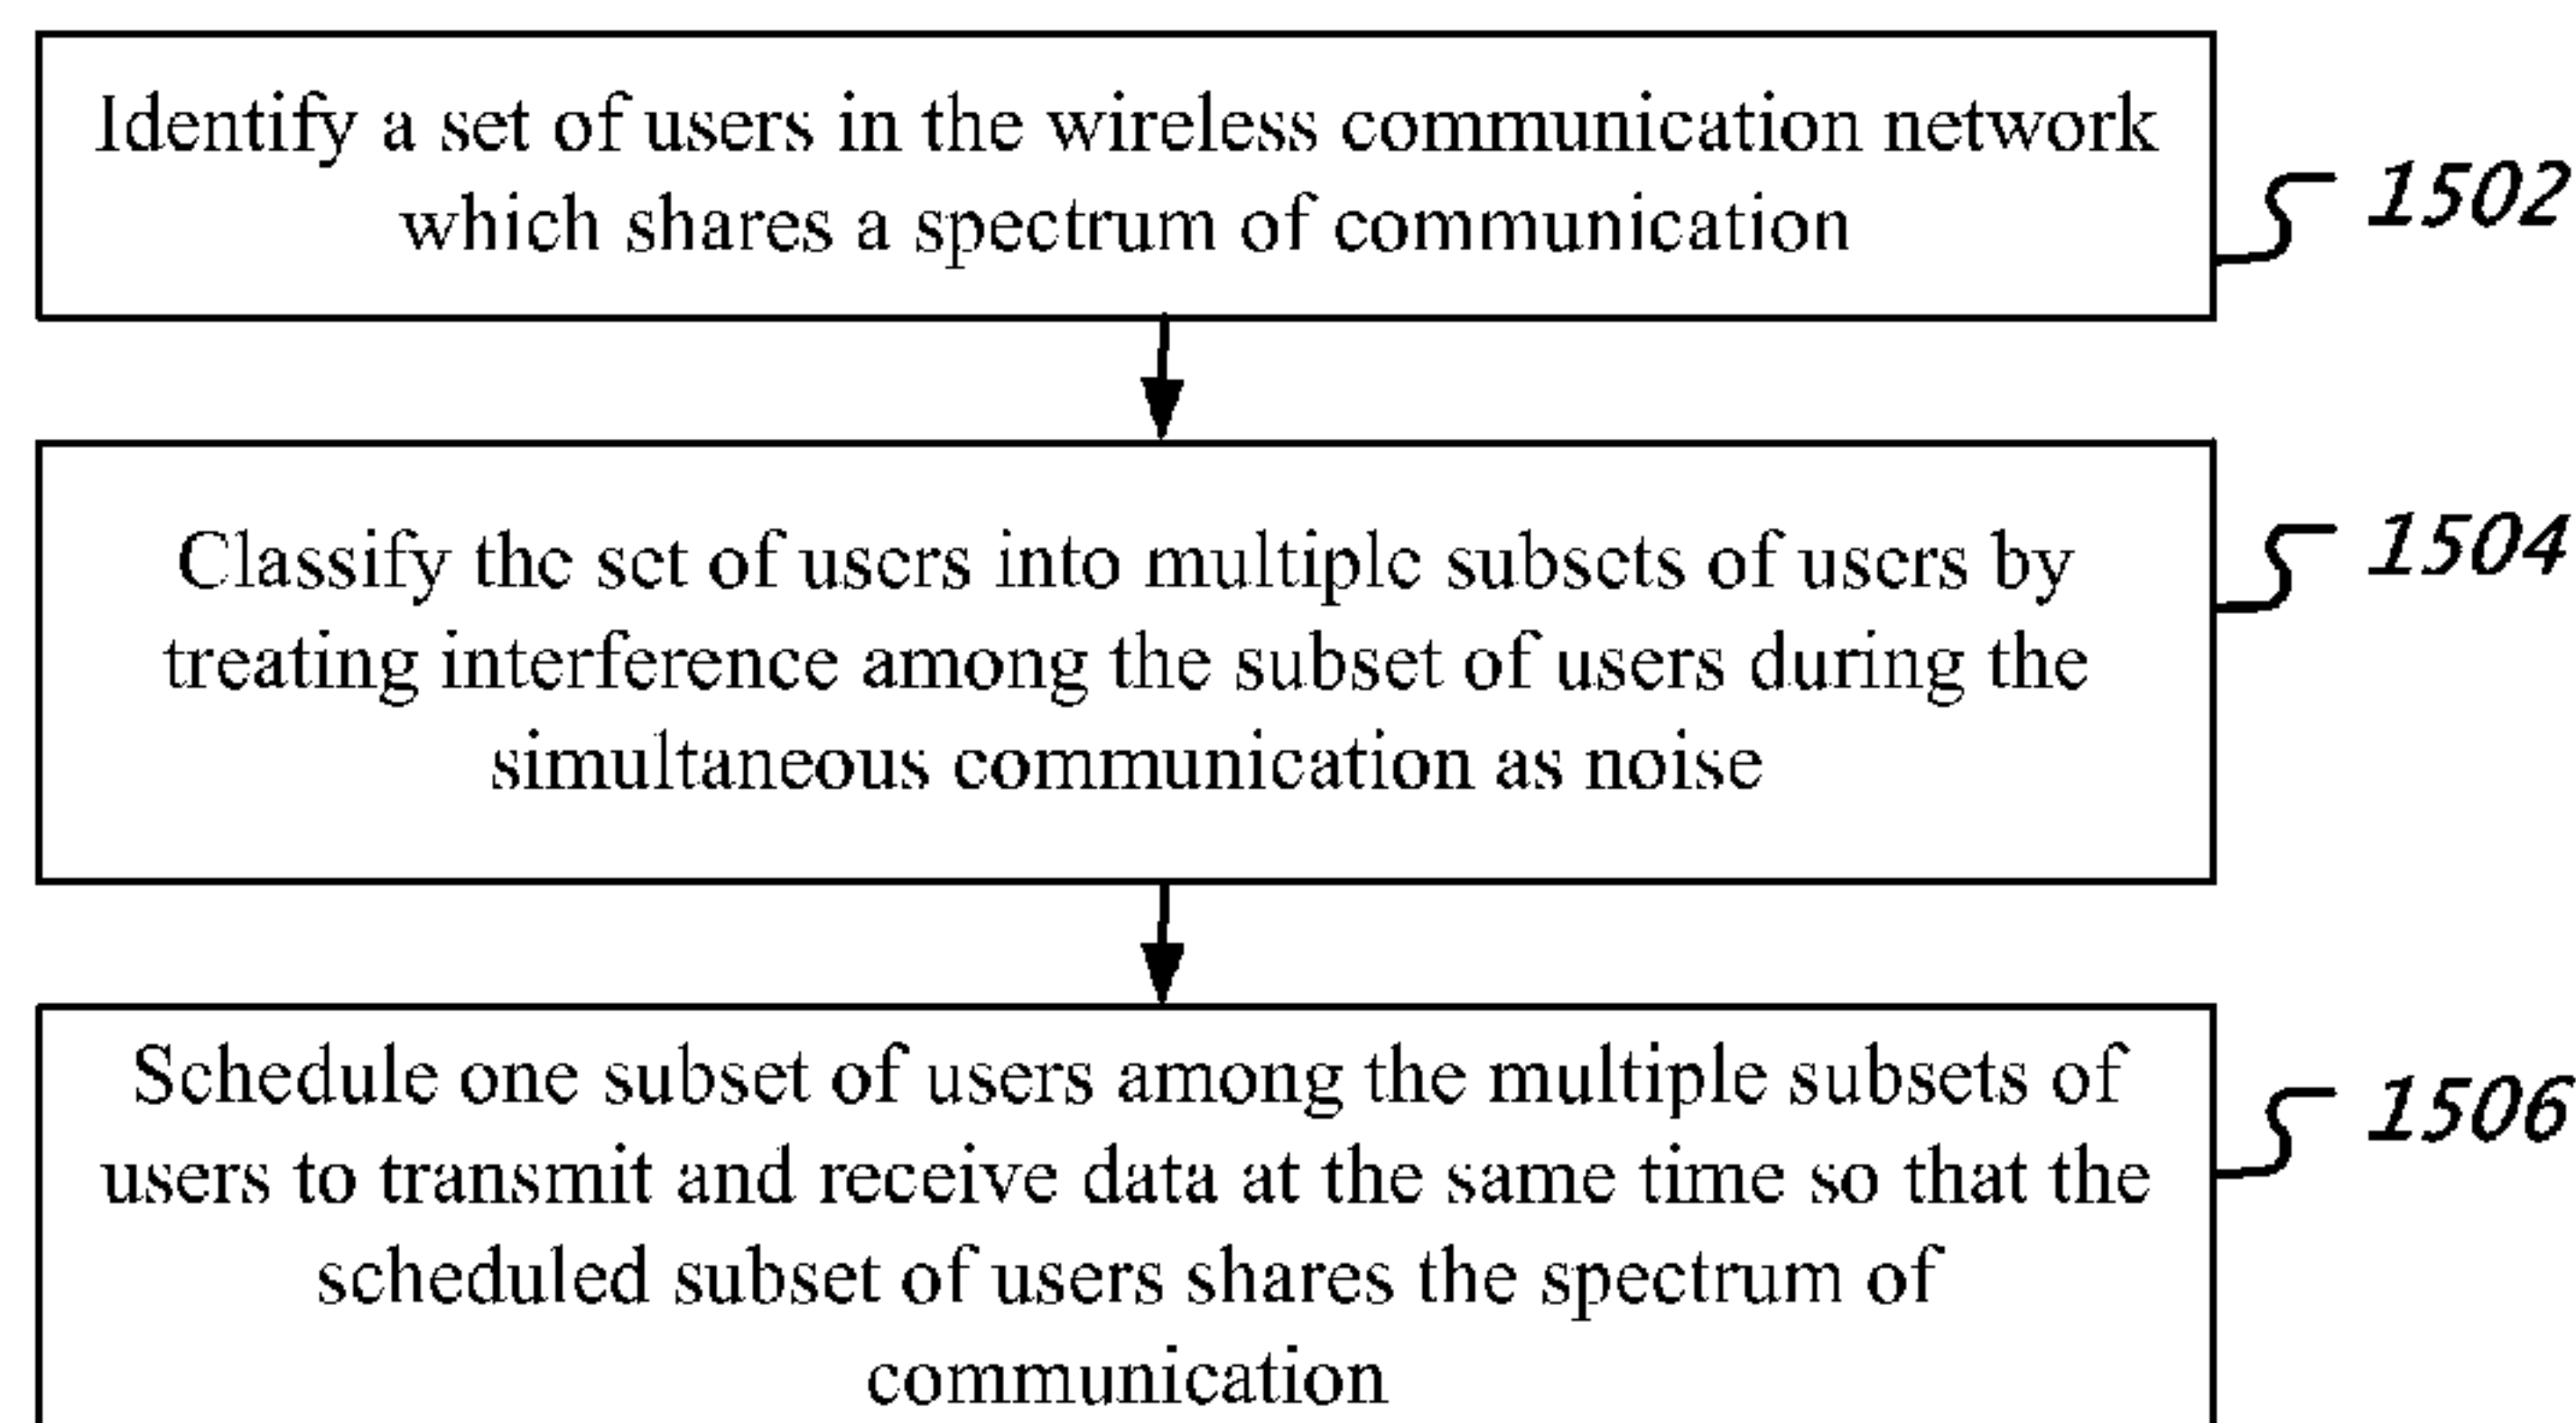 Identify a set of users in the wireless communication network
which shares a spectrum of communication
1502
Classify the set of users into multiple subsets of users by
treating interference among the subset of users during the
simultaneous communication as noise
1504
Schedule one subset of users among the multiple subsets of
users to transmit and receive data at the same time so that the
scheduled subset of users shares the spectrum of
communication
1506